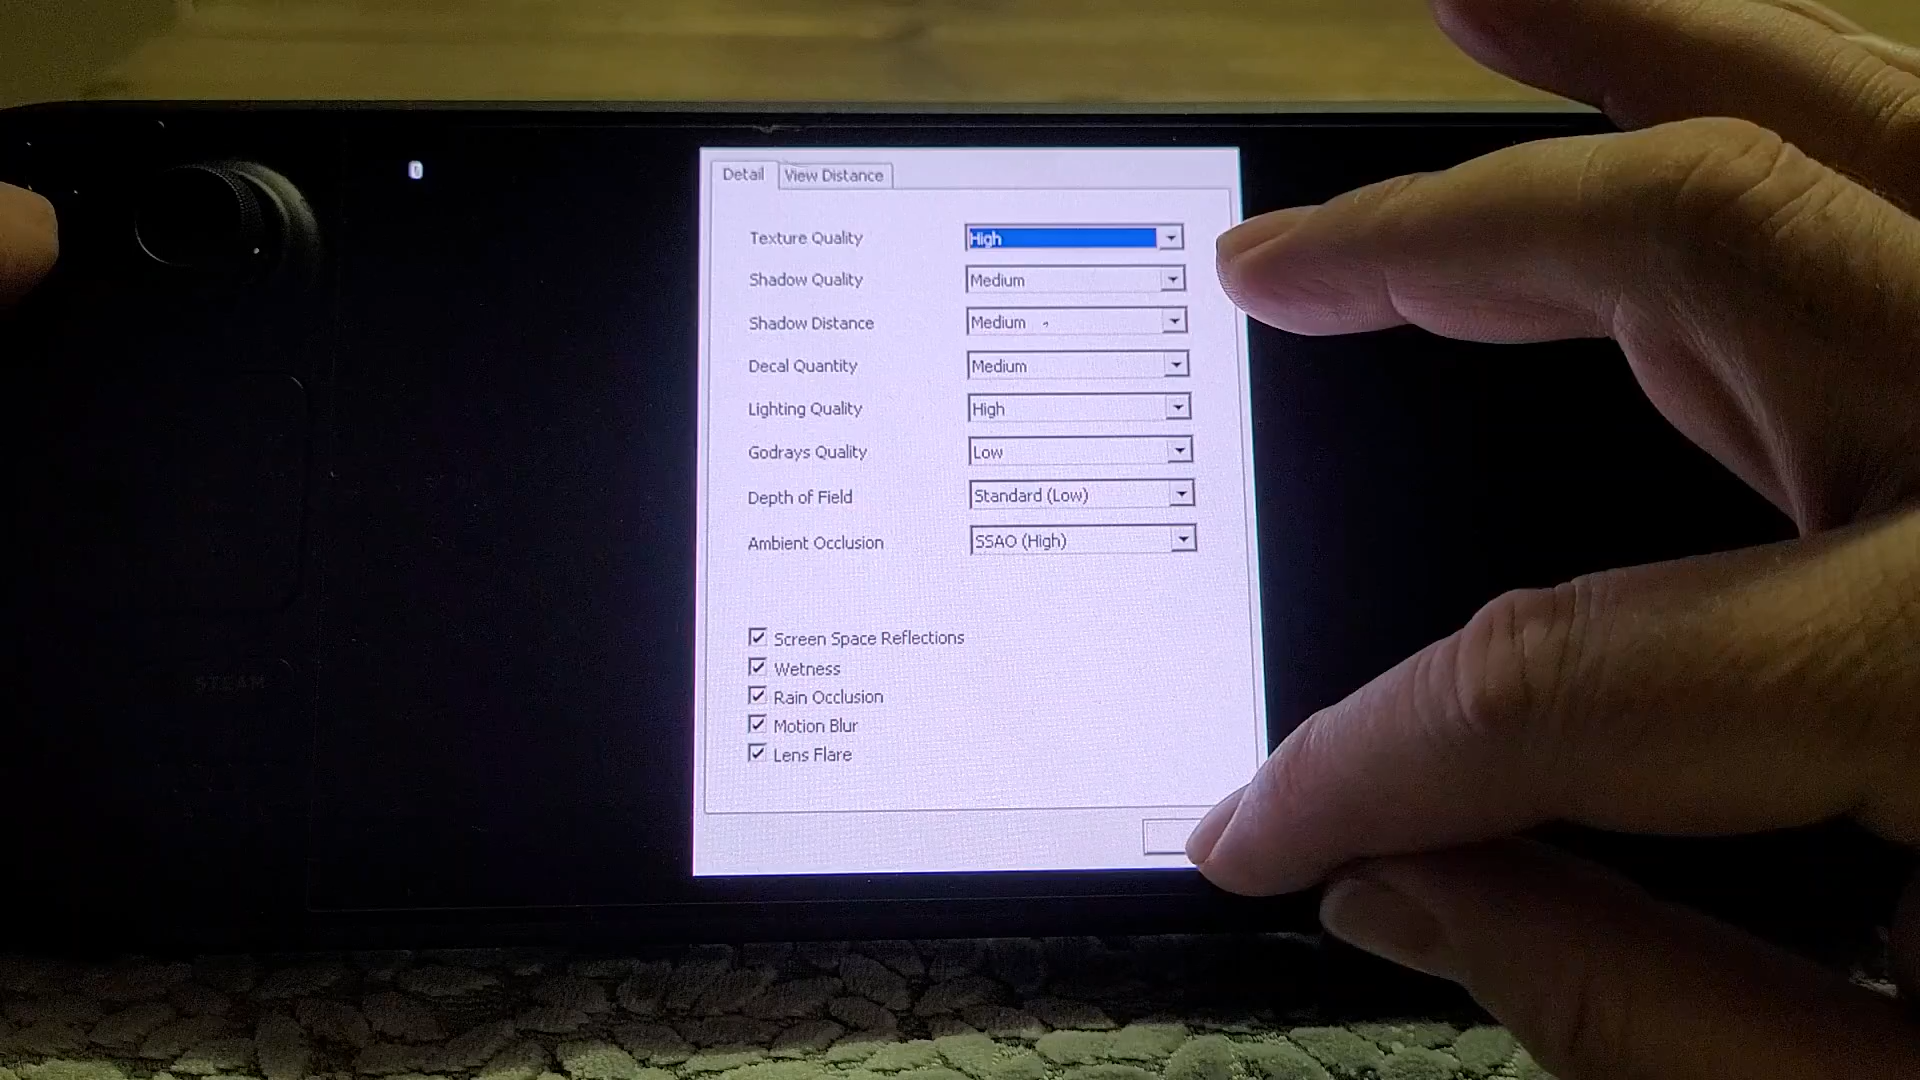 Detail View Distance
Texture Quality High
Shadow Quality Medium
Shadow Distance Medium
Decal Quantity Medium
Lighting Quality High
Godrays Quality Low
Depth of Field Standard (Low)
Ambient Occlusion SSAO (High)
Screen Space Reflections
Wetness
STEAM
Rain Occlusion
Motion Blur
Lens Flare